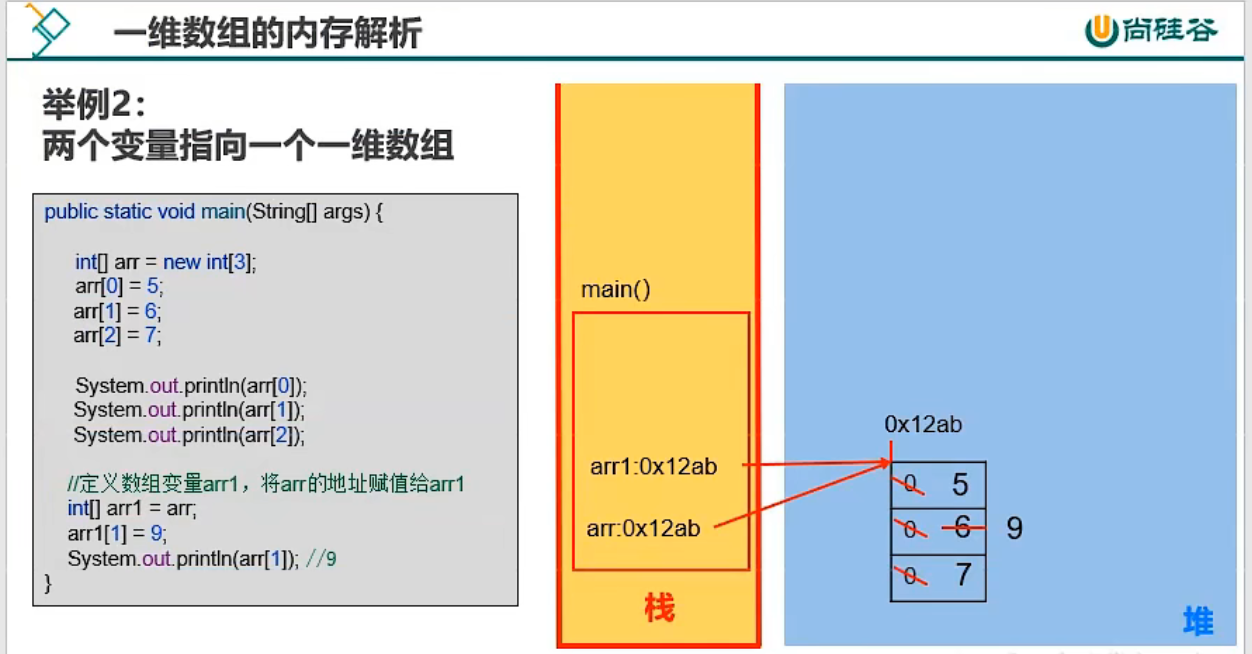 一维数组的内存解析
尚硅谷
举例2:
两个变量指向一个一维数组
public static void main(String[] args) {
int[] arr = new int[3];
arr[0] = 5;
arr[1] = 6;
arr[2] = 7;
System.out.println(arr[0]);
System.out.println(arr[1]);
System.out.println(arr[2]);
//定义数组变量arr1，将arr的地址赋值给arr1
int[] arr1 = arr;
arr1[1] = 9;
System.out.println(arr[1]); //9
}
main()
arr1:0x12ab
arr:0x12ab
栈
0x12ab
0 5
0 6 9
0 7
堆